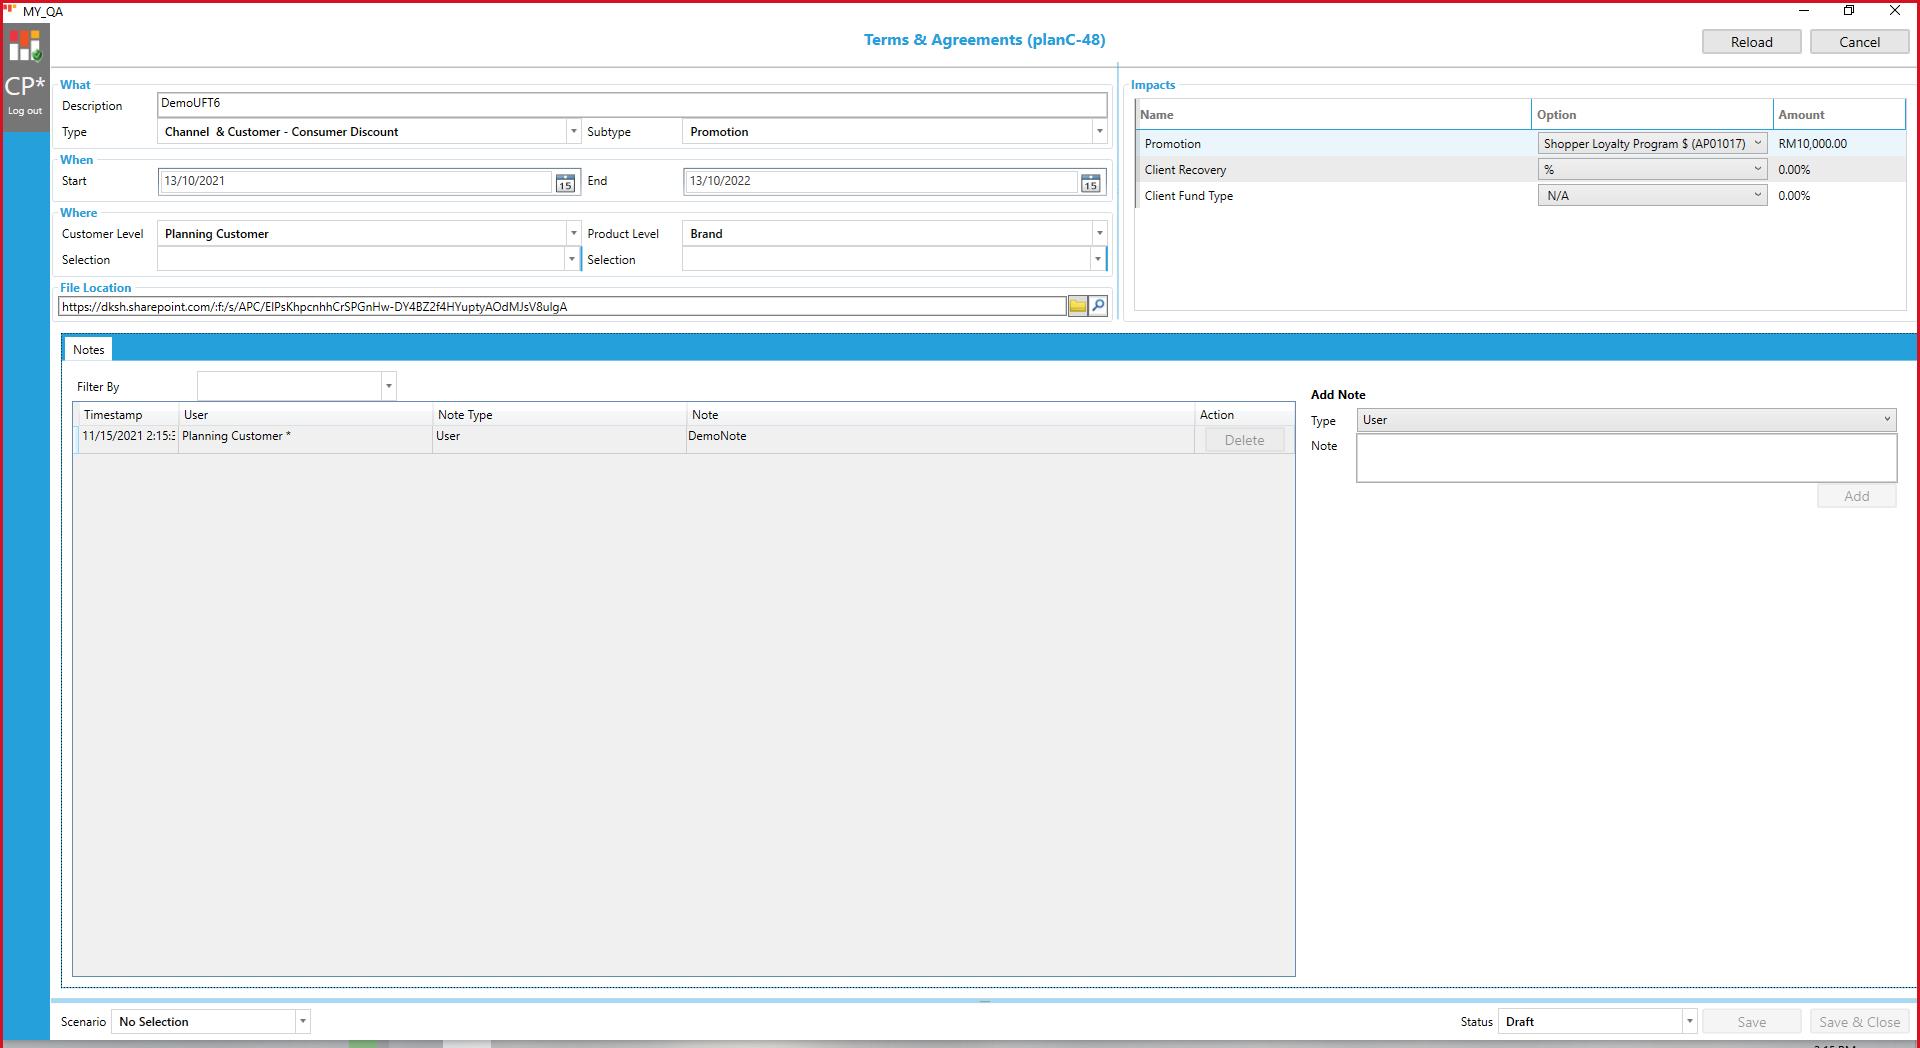 MY_QA
Terms & Agreements (planC-48)
Reload
Cancel
CP*
Log out
What
Description
DemoUFT6
Type
Channel & Customer - Consumer Discount
Subtype
Promotion
When
Start
13/10/2021
15
End
13/10/2022
15
Where
Customer Level
Planning Customer
Product Level
Brand
Selection
Selection
File Location
https://dksh.sharepoint.com/:f:/s/APC/EIPsKhpcnhhCrSPGnHw-DY4BZ2f4HYuptyAOdMJsV8ulgA
Impacts
Name Option Amount
Promotion Shopper Loyalty Program $ (AP01017) RM10,000.00
Client Recovery % 0.00%
Client Fund Type N/A 0.00%
Notes
Filter By
Timestamp User Note Type Note Action
11/15/2021 2:15: Planning Customer * User DemoNote Delete
Add Note
Type User
Note
Add
Scenario No Selection
Status Draft
Save
Save & Close